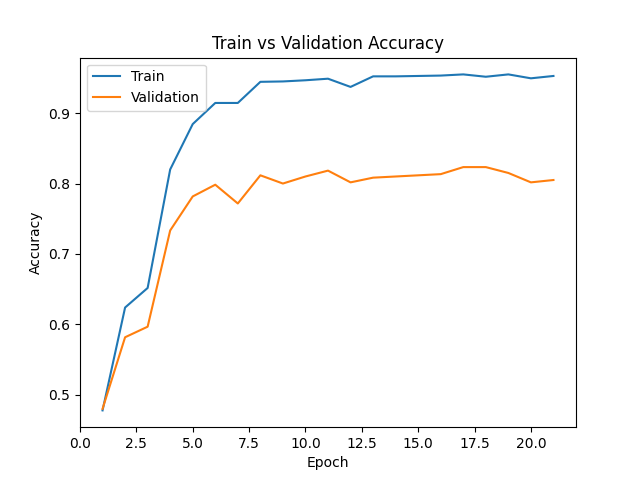 Train vs Validation Accuracy
Train
Validation
0.9
0.8
0.7
0.6
0.5
Accuracy
0.0 2.5 5.0 7.5 10.0 12.5 15.0 17.5 20.0
Epoch